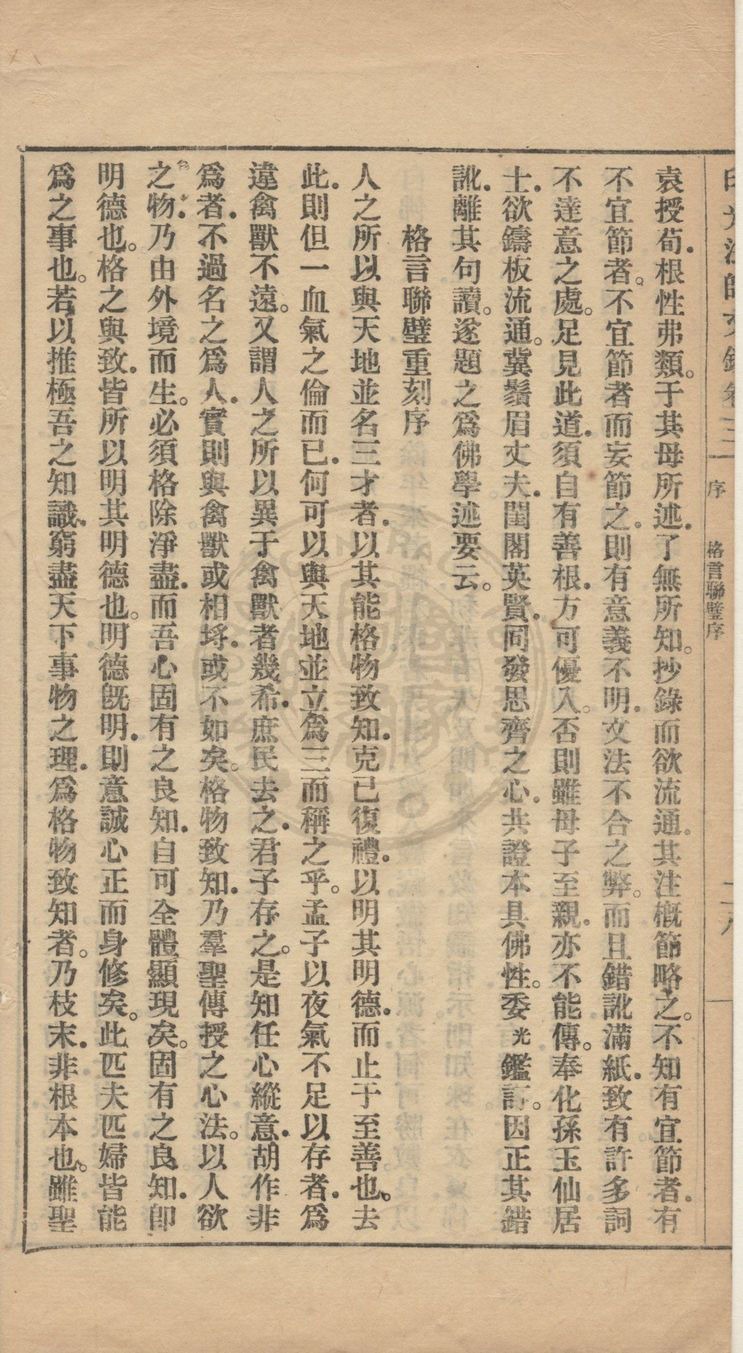 印光法師文鈔卷三 序 格言聯璧序 二八
袁授荀.根性弗類。于其母所述.了無所知。抄錄而欲流通。其注槪節略之。不知有宜節者.有
不宜節者。不宜節者而妄節之。則有意義不明.文法不合之弊。而且錯訛滿紙.致有許多詞
不達意之處。足見此道.須自有善根.方可優入。否則雖母子至親.亦不能傳。奉化孫玉仙居
士.欲鑄板流通。冀鬚眉丈夫.閨閣英賢.同發思齊之心。共證本具佛性。委光鑑訂。因正其錯
訛.離其句讀。遂題之爲佛學述要云。
格言聯璧重刻序
人之所以與天地並名三才者.以其能格物致知.克己復禮.以明其明德.而止于至善也。去
此.則但一血氣之倫而已.何可以與天地並立爲三而稱之乎。孟子以夜氣不足以存者.爲
違禽獸不遠。又謂人之所以異于禽獸者幾希.庶民去之.君子存之。是知任心縱意.胡作非
爲者.不過名之爲人.實則與禽獸或相埒.或不如矣。格物致知.乃羣聖傳授之心法。以人欲
之物.乃由外境而生。必須格除淨盡.而吾心固有之良知.自可全體顯現矣。固有之良知.卽
明德也。格之與致.皆所以明其明德也。明德旣明.則意誠心正而身修矣。此匹夫匹婦皆能
爲之事也。若以推極吾之知識.窮盡天下事物之理.爲格物致知者。乃枝末.非根本也。雖聖